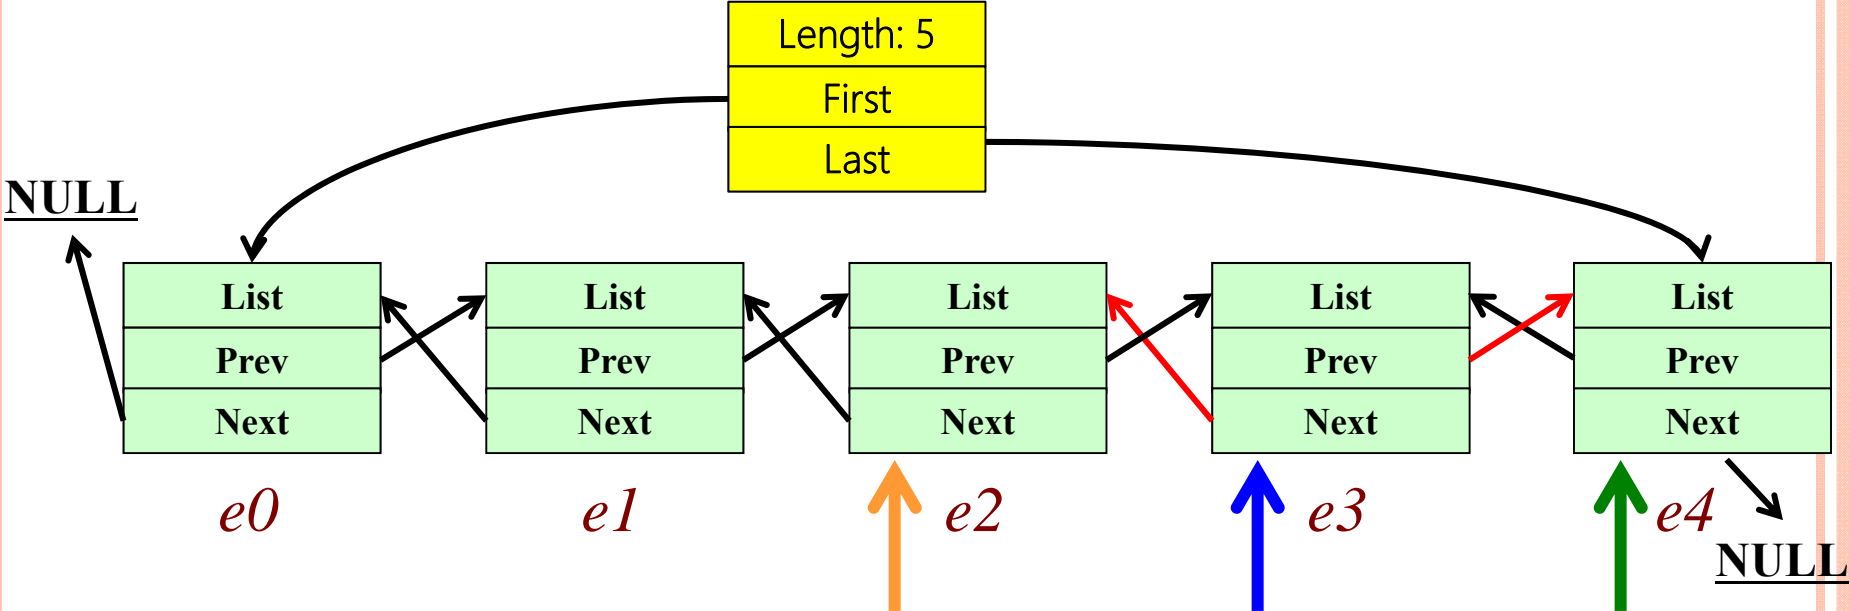 Length: 5
First
Last
NULL
List
Prev
Next
List
Prev
Next
List
Prev
Next
List
Prev
Next
List
Prev
Next
e0
e1
e2
e3
e4
NULL